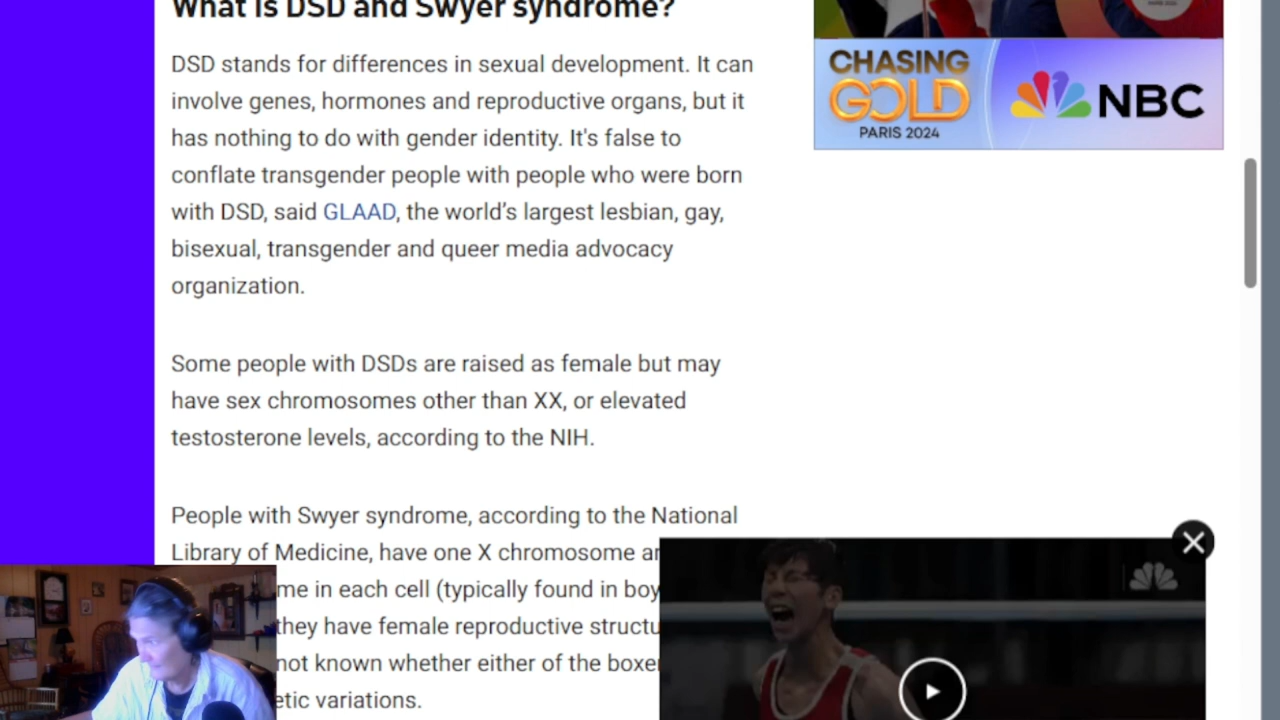 What is DSD and Swyer syndrome?
DSD stands for differences in sexual development. It can
involve genes, hormones and reproductive organs, but it
has nothing to do with gender identity. It's false to
conflate transgender people with people who were born
with DSD, said GLAAD, the world’s largest lesbian, gay,
bisexual, transgender and queer media advocacy
organization.
Some people with DSDs are raised as female but may
have sex chromosomes other than XX, or elevated
testosterone levels, according to the NIH.
People with Swyer syndrome, according to the National
Library of Medicine, have one X chromosome
in each cell (typically found in
they have female reproductive
not known whether either of the
variations.
CHASING
GOLD
PARIS 2024
NBC